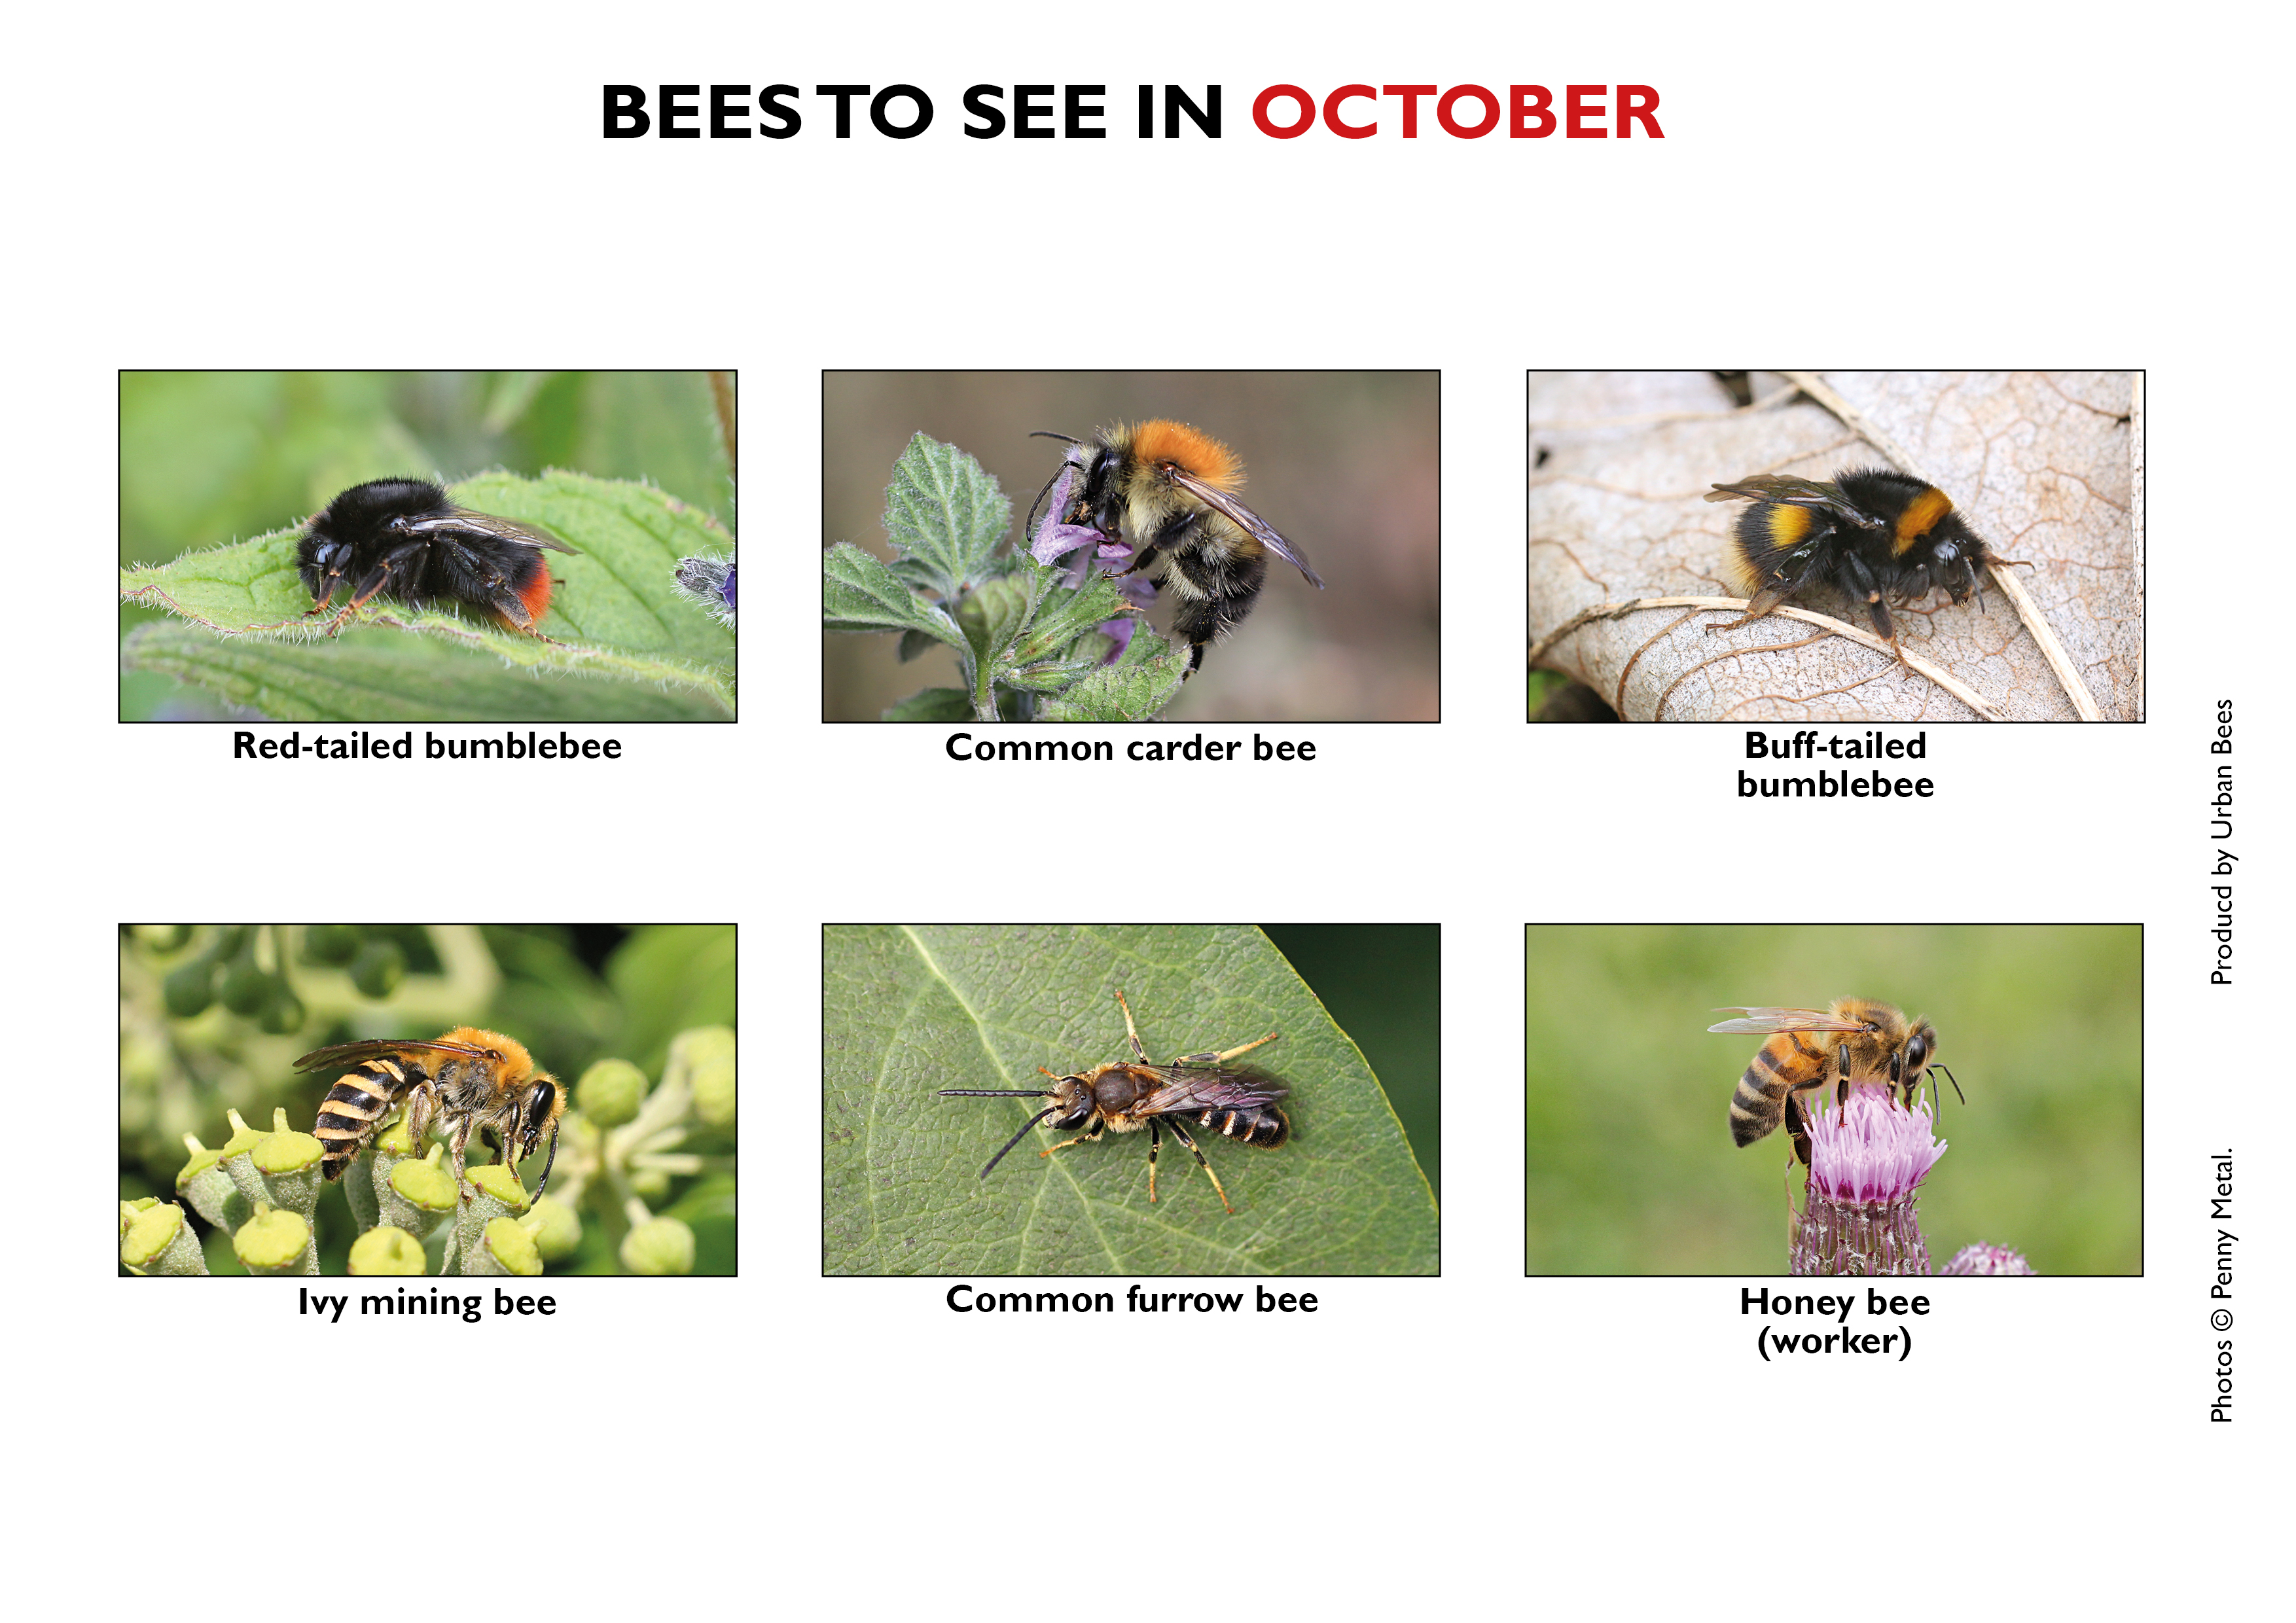 BEES TO SEE IN OCTOBER
Red-tailed bumblebee
Common carder bee
Buff-tailed
bumblebee
Ivy mining bee
Common furrow bee
Honey bee
(worker)
Producd by Urban Bees
Photos © Penny Metal.